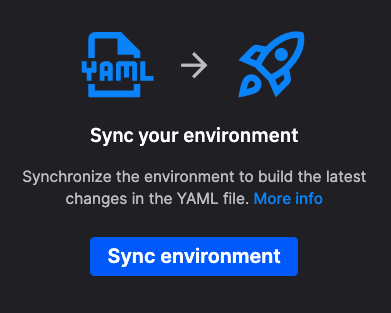 YAML
Sync your environment
Synchronize the environment to build the latest
changes in the YAML file. More info
Sync environment